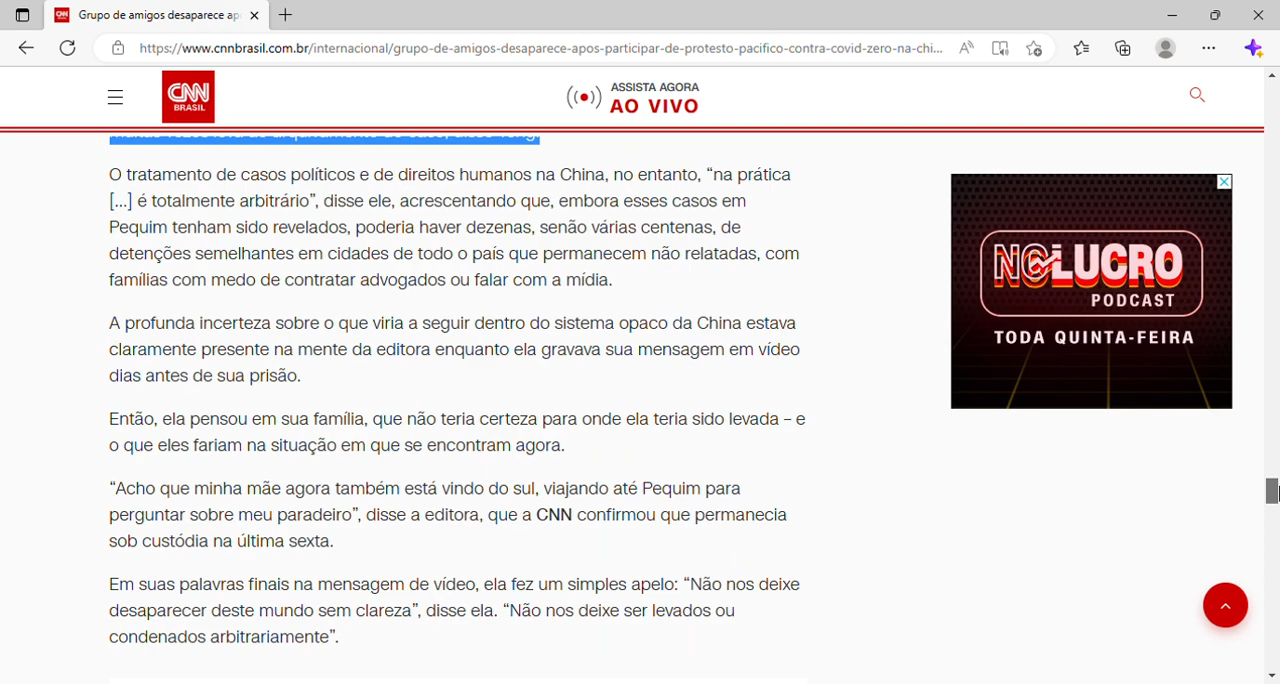 Grupo de amigos desaparece ap
https://www.cnnbrasil.com.br/internacional/grupo-de-amigos-desaparece-apos-participar-de-protesto-pacifico-contra-covid-zero-na-chi...
CNN
BRASIL
ASSISTA AGORA
AO VIVO
O tratamento de casos políticos e de direitos humanos na China, no entanto, “na prática
[...] é totalmente arbitrário”, disse ele, acrescentando que, embora esses casos em
Pequim tenham sido revelados, poderia haver dezenas, senão várias centenas, de
detenções semelhantes em cidades de todo o país que permanecem não relatadas, com
famílias com medo de contratar advogados ou falar com a mídia.
A profunda incerteza sobre o que viria a seguir dentro do sistema opaco da China estava
claramente presente na mente da editora enquanto ela gravava sua mensagem em vídeo
dias antes de sua prisão.
Então, ela pensou em sua família, que não teria certeza para onde ela teria sido levada – e
o que eles fariam na situação em que se encontram agora.
“Acho que minha mãe agora também está vindo do sul, viajando até Pequim para
perguntar sobre meu paradeiro”, disse a editora, que a CNN confirmou que permanecia
sob custódia na última sexta.
Em suas palavras finais na mensagem de vídeo, ela fez um simples apelo: “Não nos deixe
desaparecer deste mundo sem clareza”, disse ela. “Não nos deixe ser levados ou
condenados arbitrariamente”.
NO LUCRO
PODCAST
TODA QUINTA-FEIRA